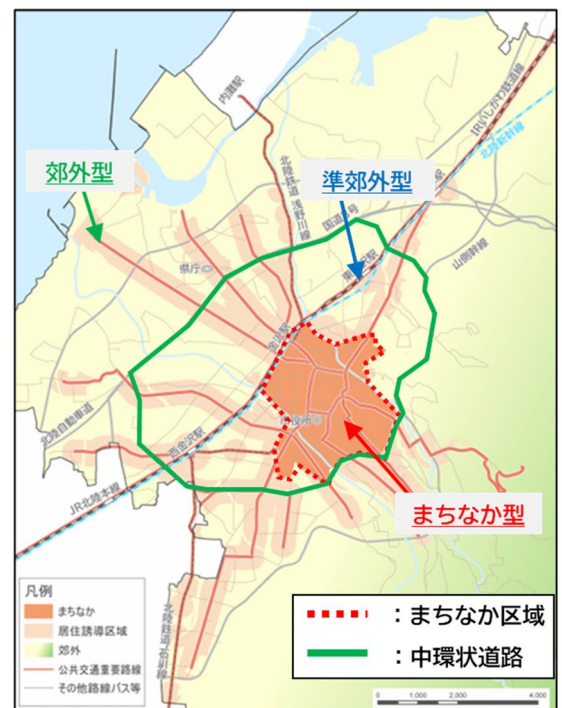 内灘駅
IRいしかわ鉄道線
北陸新幹線
郊外型
準郊外型
北陸鉄道 浅野川線
国道
号
駅
山側幹線
県庁
東
駅
金沢駅
北陸自動車道
西金沢駅
JR北陸本線
まちなか型
凡例
まちなか
居住誘導区域
郊外
公共交通重要路線
その他路線バス等
北陸鉄道 石川線
：まちなか区域
：中環状道路
0 1,000 2,000 4,000